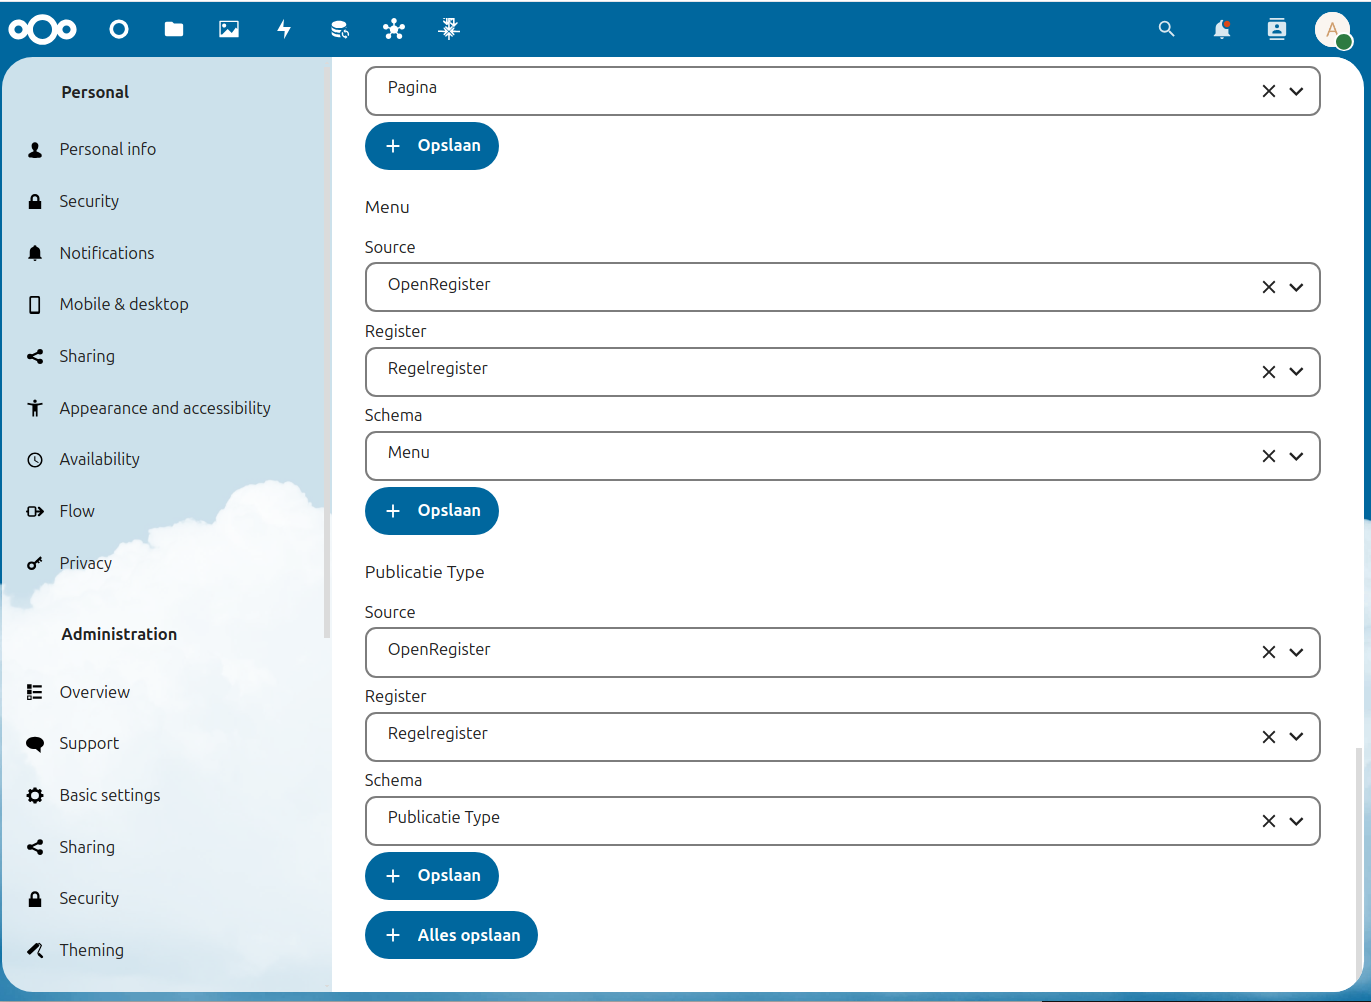 A
Personal
Personal info
Security
Notifications
Mobile & desktop
Sharing
Appearance and accessibility
Availability
Flow
Privacy
Administration
Overview
Support
Basic settings
Sharing
Security
Theming
Pagina
Opslaan
Menu
Source
OpenRegister
Register
Regelregister
Schema
Menu
Opslaan
Publicatie Type
Source
OpenRegister
Register
Regelregister
Schema
Publicatie Type
Opslaan
Alles opslaan